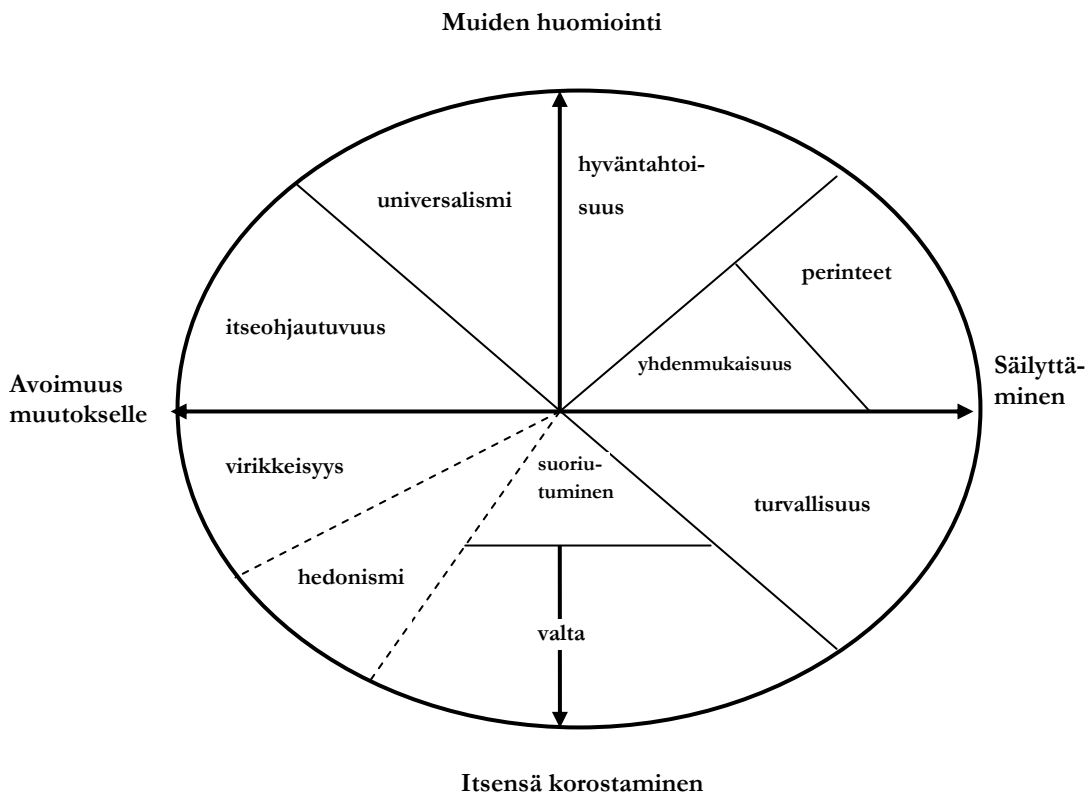 Muiden huomiointi
hyväntahtoi-
suus
universalismi
perinteet
itseohjautuvuus
yhdenmukaisuus
Avoimuus
muutokselle
Säilyttä-
minen
virikkeisyys
suoriu-
tuminen
turvallisuus
hedonismi
valta
Itsensä korostaminen